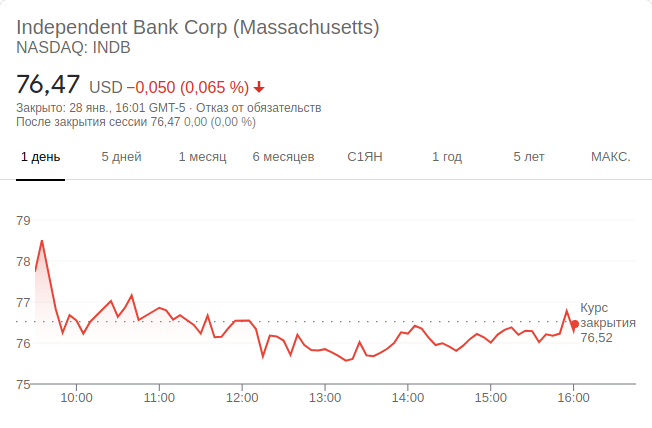 Independent Bank Corp (Massachusetts)
NASDAQ: INDB
76,47 USD −0,050 (0,065 %)
Закрыто: 28 янв., 16:01 GMT-5 · Отказ от обязательств
После закрытия сессии 76,47 0,00 (0,00 %)
1 день 5 дней 1 месяц 6 месяцев С1ЯН 1 год 5 лет МАКС.
79
78
77
76
75
Курс
закрытия
76,52
10:00 11:00 12:00 13:00 14:00 15:00 16:00